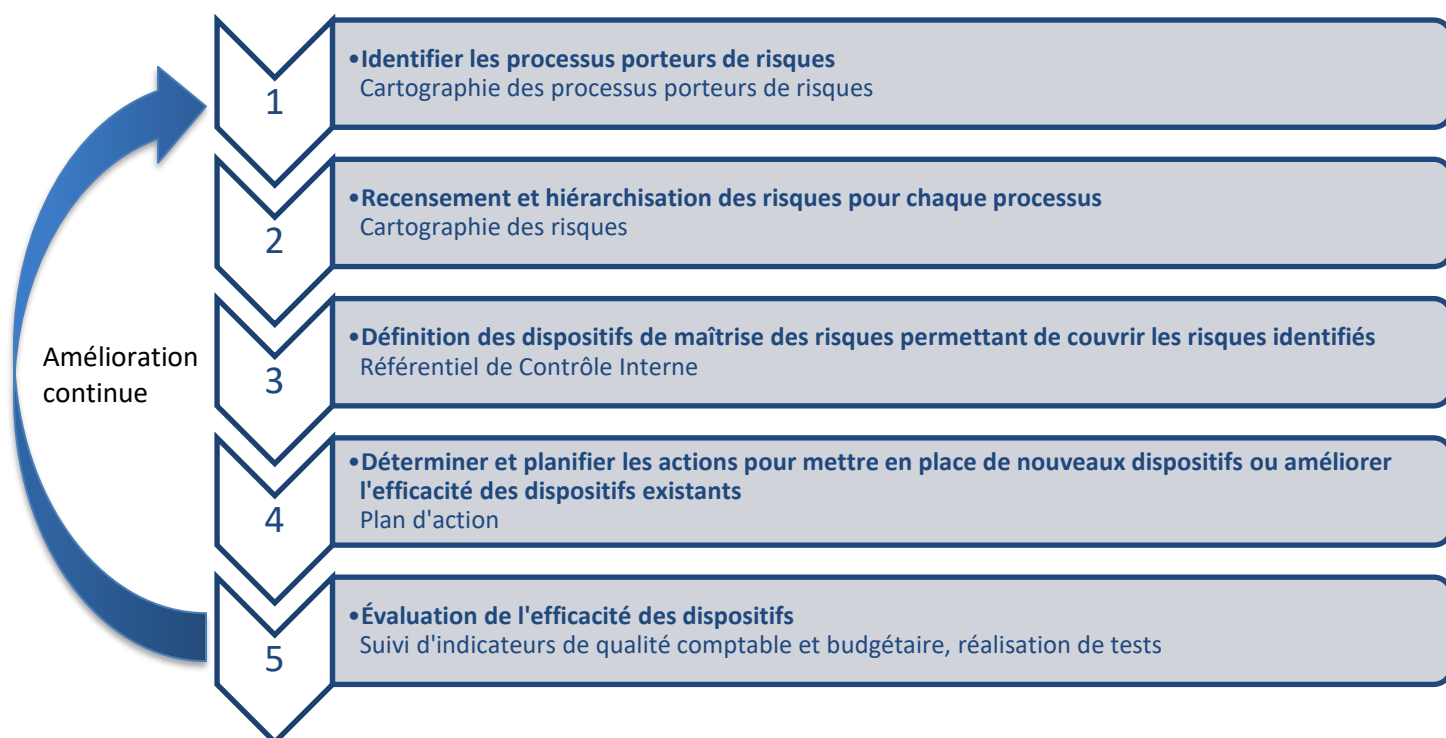 1
•Identifier les processus porteurs de risques
Cartographie des processus porteurs de risques
2
•Recensement et hiérarchisation des risques pour chaque processus
Cartographie des risques
Amélioration
continue
3
•Définition des dispositifs de maîtrise des risques permettant de couvrir les risques identifiés
Référentiel de Contrôle Interne
4
•Déterminer et planifier les actions pour mettre en place de nouveaux dispositifs ou améliorer
l'efficacité des dispositifs existants
Plan d'action
5
•Évaluation de l'efficacité des dispositifs
Suivi d'indicateurs de qualité comptable et budgétaire, réalisation de tests